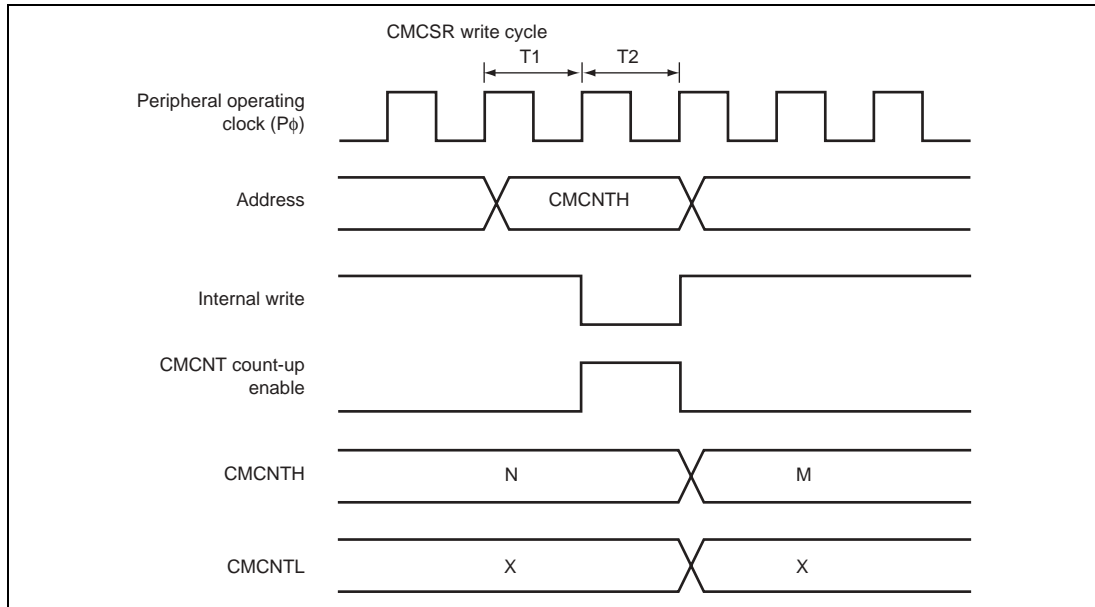 CMCSR write cycle
T1 T2
Peripheral operating
clock (Pϕ)
Address CMCNTH
Internal write
CMCNT count-up
enable
CMCNTH N M
CMCNTL X X